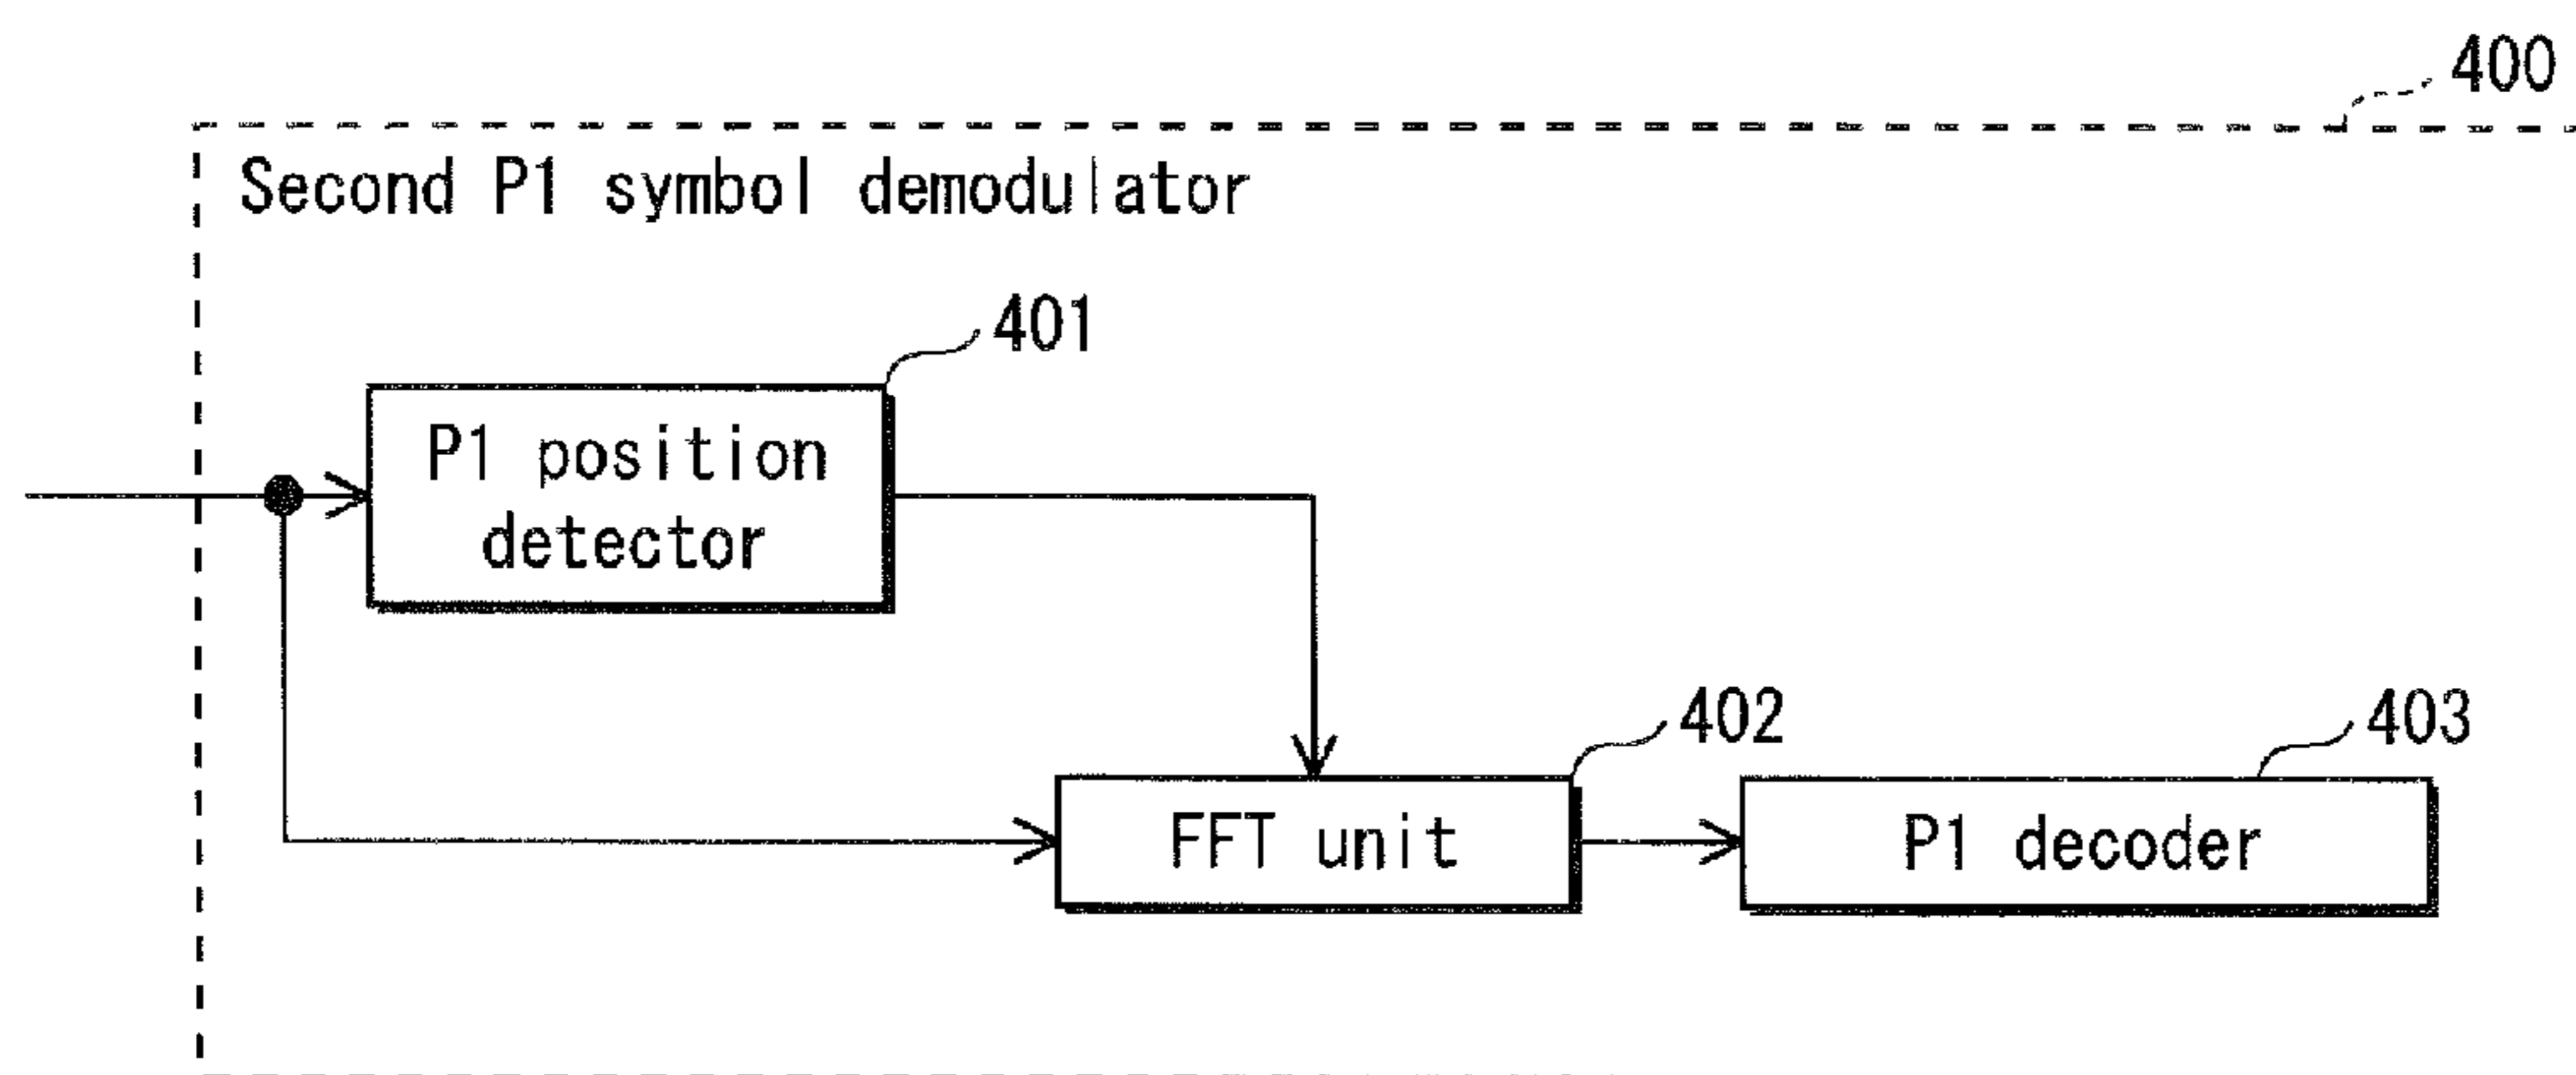 400
Second P1 symbol demodulator
401
P1 position
detector
402
403
FFT unit
P1 decoder